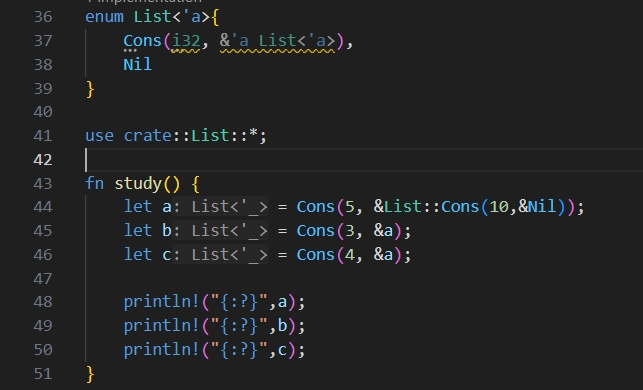 1 implementation
36 enum List<'a>{
37     Cons(i32, &'a List<'a>),
38     Nil
39 }
40
41 use crate::List::*;
42
43 fn study() {
44     let a: List<'_> = Cons(5, &List::Cons(10,&Nil));
45     let b: List<'_> = Cons(3, &a);
46     let c: List<'_> = Cons(4, &a);
47
48     println!("{:?}",a);
49     println!("{:?}",b);
50     println!("{:?}",c);
51 }